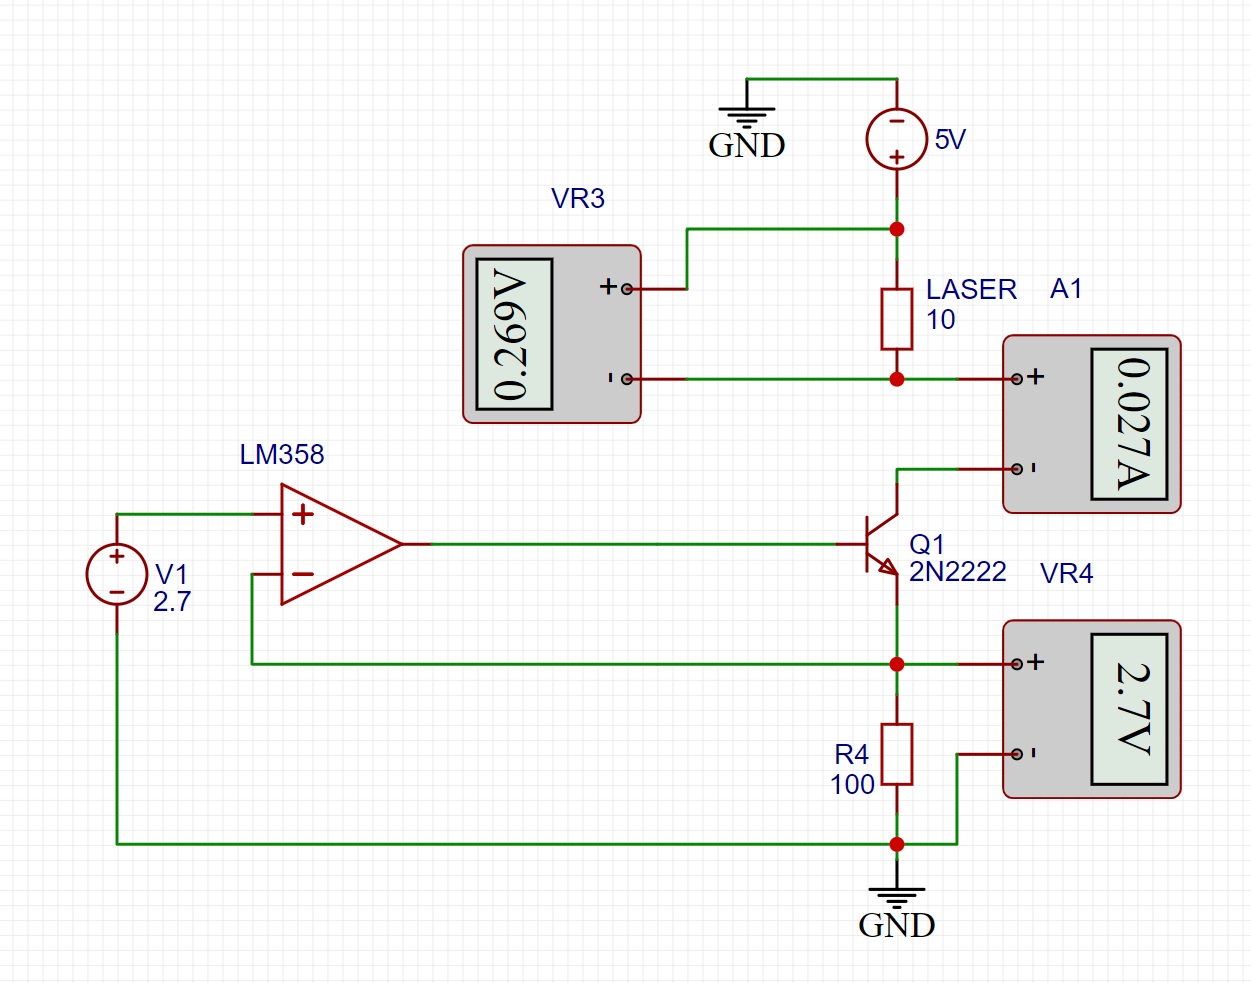 GND
5V
VR3
+
-
0.269V
LASER
10
A1
+
-
0.027A
LM358
V1
2.7
Q1
2N2222
VR4
+
-
2.7V
R4
100
GND